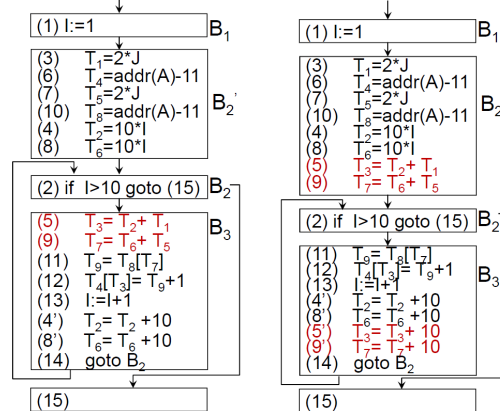 (1) I:=1 B1
(3) T1=2*J
(6) T4=addr(A)-11
(7) T5=2*J
(10) T8=addr(A)-11
(4) T2=10*I
(8) T6=10*I
B2'
(2) if I>10 goto (15) B2
(5) T3= T2+ T1
(9) T7= T6+ T5
(11) T9= T8[T7]
(12) T4[T3]= T9+1
(13) I:=I+1
(4') T2= T2 +10
(8') T6= T6 +10
(14) goto B2
B3
(15)
(1) I:=1 B1
(3) T1=2*J
(6) T4=addr(A)-11
(7) T5=2*J
(10) T8=addr(A)-11
(4) T2=10*I
(8) T6=10*I
(5) T3= T2+ T1
(9) T7= T6+ T5
B2
(2) if I>10 goto (15) B2
(11) T9= T8[T7]
(12) T4[T3]= T9+1
(13) I:=I+1
(4') T2= T2 +10
(8') T6= T6 +10
(5') T3= T3+ 10
(9') T7= T7+ 10
(14) goto B2
B3
(15)